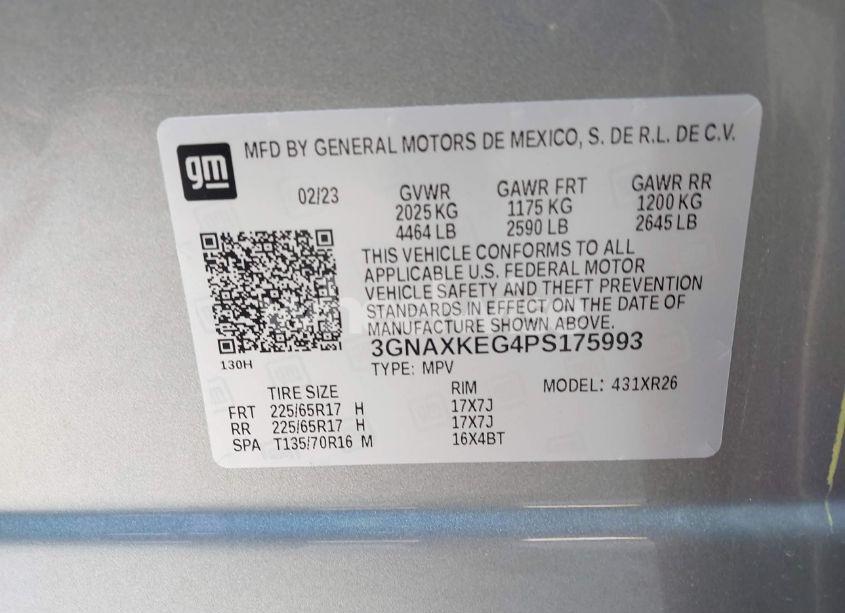 gm
MFD BY GENERAL MOTORS DE MEXICO, S. DE R.L. DE C.V.
02/23 GVWR GAWR FRT GAWR RR
2025 KG 1175 KG 1200 KG
4464 LB 2590 LB 2645 LB
THIS VEHICLE CONFORMS TO ALL
APPLICABLE U.S. FEDERAL MOTOR
VEHICLE SAFETY AND THEFT PREVENTION
STANDARDS IN EFFECT ON THE DATE OF
MANUFACTURE SHOWN ABOVE.
3GNAXKEG4PS175993
130H
TYPE: MPV
TIRE SIZE RIM MODEL: 431XR26
FRT 225/65R17 H 17X7J
RR 225/65R17 H 17X7J
SPA T135/70R16 M 16X4BT